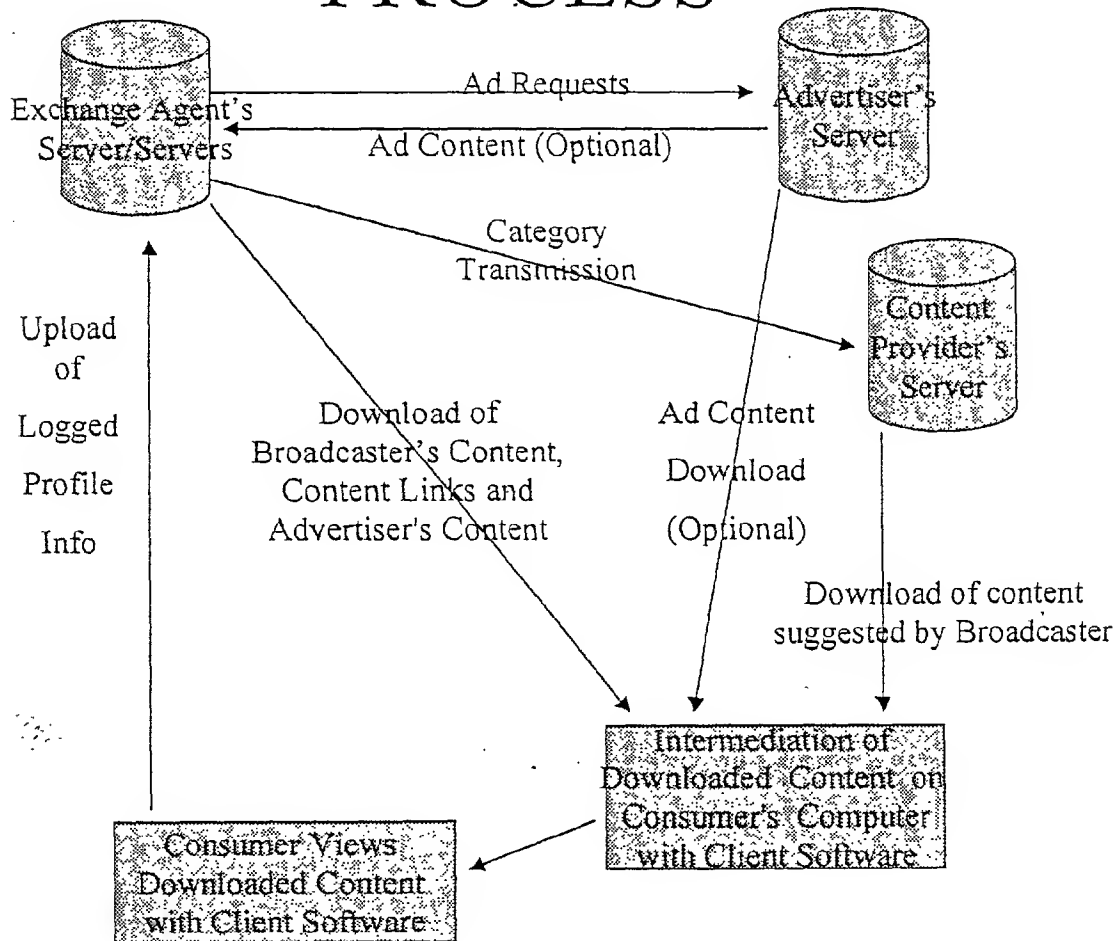 PROCESS
Exchange Agent's
Server/Servers
Ad Requests
Ad Content (Optional)
Advertiser's
Server
Category
Transmission
Content
Provider's
Server
Upload
of
Logged
Profile
Info
Download of
Broadcaster's Content,
Content Links and
Advertiser's Content
Ad Content
Download
(Optional)
Download of content
suggested by Broadcaster
Intermediation of
Downloaded Content on
Consumer's Computer
with Client Software
Consumer Views
Downloaded Content
with Client Software